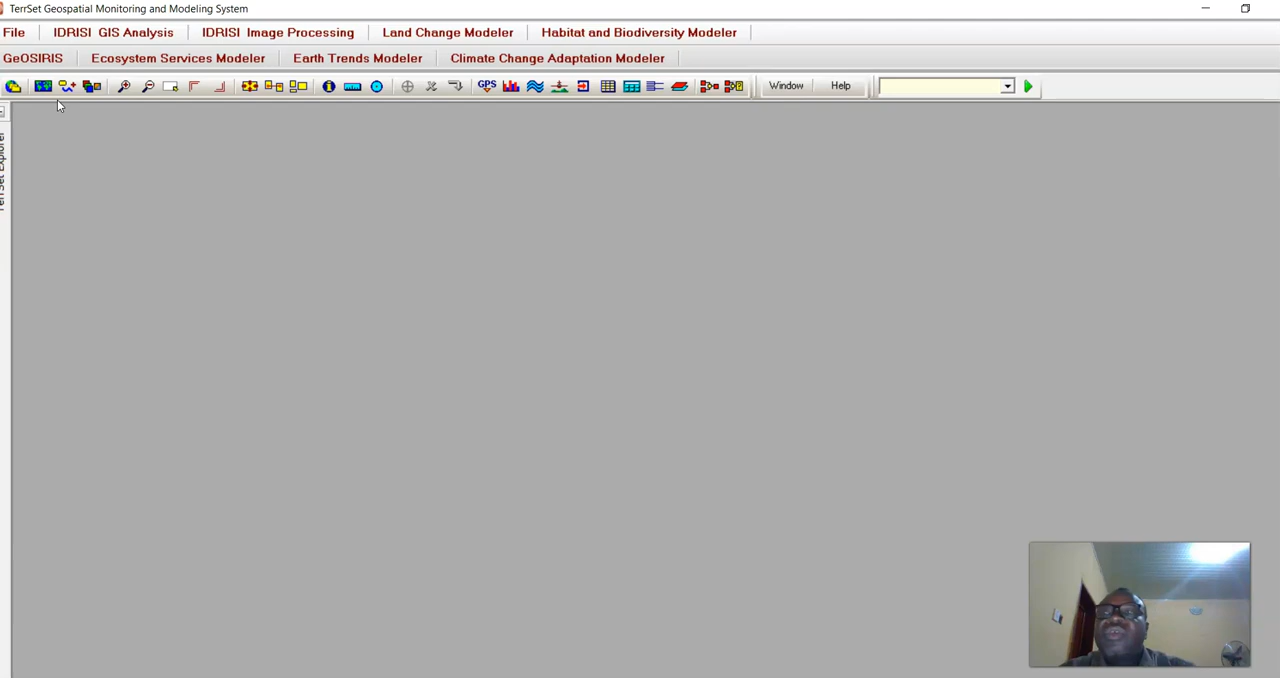 TerrSet Geospatial Monitoring and Modeling System
File IDRISI GIS Analysis IDRISI Image Processing Land Change Modeler Habitat and Biodiversity Modeler
GeOSIRIS Ecosystem Services Modeler Earth Trends Modeler Climate Change Adaptation Modeler
GPS Window Help
TerrSet Explorer